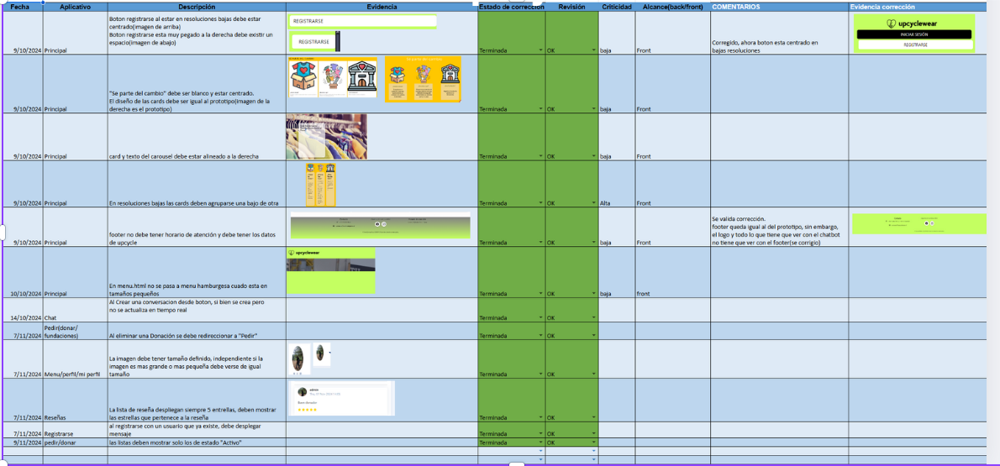 Fecha Aplicativo Descripción Evidencia Estado de corrección Revisión Criticidad Alcance(back/front) COMENTARIOS Evidencia corrección
Boton registrarse al estar en resoluciones bajas debe estar
centrado(imagen de arriba)
Boton registrarse esta muy pegado a la derecha debe existir un
espacio(imagen de abajo)
9/10/2024 Principal
REGISTRARSE
REGISTRARSE
Terminada OK baja Front
Corregido, ahora boton esta centrado en
bajas resoluciones
upcyclewear
INICIAR SESIÓN
REGISTRARSE
"Se parte del cambio" debe ser blanco y estar centrado.
El diseño de las cards debe ser igual al prototipo(imagen de la
derecha es el prototipo)
9/10/2024 Principal
Terminada OK baja Front
card y texto del carousel debe estar alineado a la derecha
9/10/2024 Principal
Terminada OK baja Front
En resoluciones bajas las cards deben agruparse una bajo de otra
9/10/2024 Principal
Terminada OK Alta Front
footer no debe tener horario de atención y debe tener los datos
de upcycle
9/10/2024 Principal
Terminada OK baja Front
Se valida corrección.
footer queda igual al del prototipo, sin embargo,
el logo y todo lo que tiene que ver con el chatbot
no tiene que ver con el footer(se corrigio)
En menu.html no se pasa a menu hamburgesa cuado esta en
tamaños pequeños
10/10/2024 Principal
upcyclewear
Terminada OK baja front
Al Crear una conversacion desde boton, si bien se crea pero
no se actualiza en tiempo real
14/10/2024 Chat
Terminada OK
Pedir(donar/
fundaciones)
7/11/2024 Al eliminar una Donación se debe redireccionar a "Pedir"
Terminada OK
La imagen debe tener tamaño definido, independiente si la
imagen es mas grande o mas pequeña debe verse de igual
tamaño
7/11/2024 Menu/perfil/mi perfil
Terminada OK
La lista de reseña despliegan siempre 5 entrellas, deben mostrar
las estrellas que pertenece a la reseña
7/11/2024 Reseñas
admin
Buen donador
Terminada OK
al registrarse con un usuario que ya existe, debe desplegar
mensaje
7/11/2024 Registrarse
Terminada OK
9/11/2024 pedir/donar las listas deben mostrar solo los de estado "Activo" Terminada OK